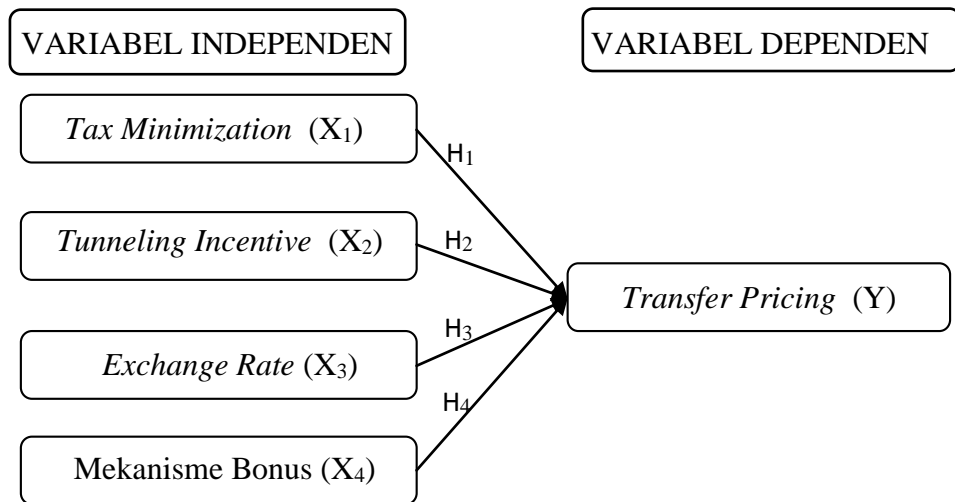 VARIABEL INDEPENDEN
VARIABEL DEPENDEN
Tax Minimization (X₁)
H₁
Tunneling Incentive (X₂)
H₂
Transfer Pricing (Y)
H₃
Exchange Rate (X₃)
H₄
Mekanisme Bonus (X₄)